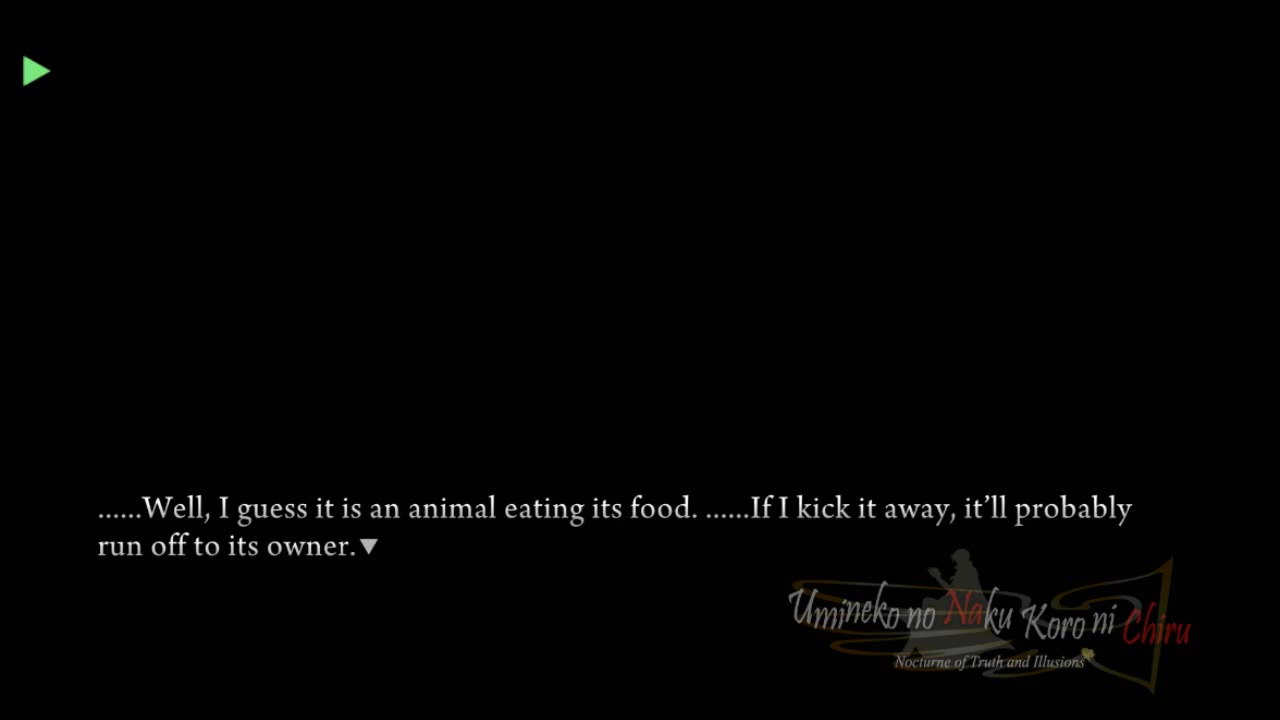 ......Well, I guess it is an animal eating its food. ......If I kick it away, it’ll probably
run off to its owner.
Umineko no Naku Koro ni Chiru
Nocturne of Truth and Illusions